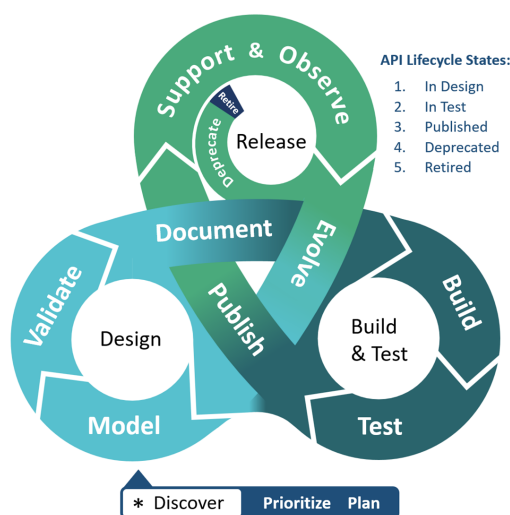 Support & Observe
API Lifecycle States:
1. In Design
2. In Test
3. Published
4. Deprecated
5. Retired
Retire
Deprecate
Release
Document
Evolve
Validate
Publish
Build
Design
Build
& Test
Model
Test
* Discover Prioritize Plan